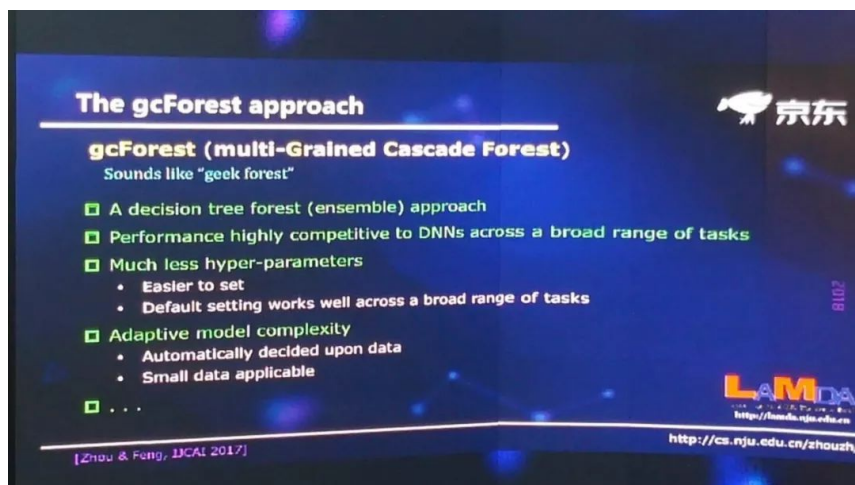 The gcForest approach
京东
gcForest (multi-Grained Cascade Forest)
Sounds like "geek forest"
A decision tree forest (ensemble) approach
Performance highly competitive to DNNs across a broad range of tasks
Much less hyper-parameters
• Easier to set
• Default setting works well across a broad range of tasks
2018
Adaptive model complexity
• Automatically decided upon data
• Small data applicable
. . .
LAMDA
http://lamda.nju.edu.cn
http://cs.nju.edu.cn/zhouzh/
[Zhou & Feng, IJCAI 2017]